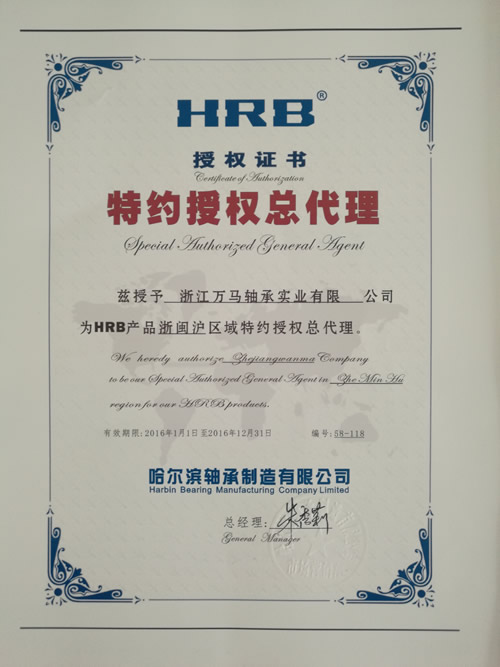 HRB®
授权证书
Certificate of Authorization
特约授权总代理
Special Authorized General Agent
兹授予 浙江万马轴承实业有限 公司
为HRB产品浙闽沪区域特约授权总代理。
We heredy authorize Zhejiangwanma Company
to be our Special Authorized General Agent in Zhe Min Hu
region for our HRB products.
有效期限:2016年1月1日至2016年12月31日 编号:58-118
哈尔滨轴承制造有限公司
Harbin Bearing Manufacturing Company Limited
总经理:
General Manager